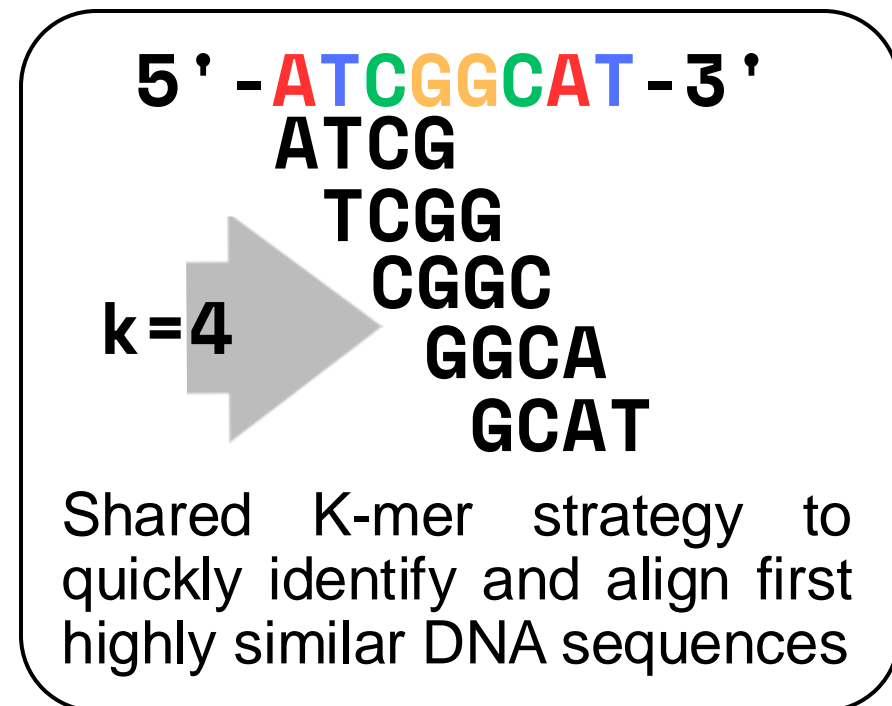 5'-ATCGGCAT-3'
ATCG
TCGG
CGGC
k=4
GGCA
GCAT
Shared K-mer strategy to
quickly identify and align first
highly similar DNA sequences